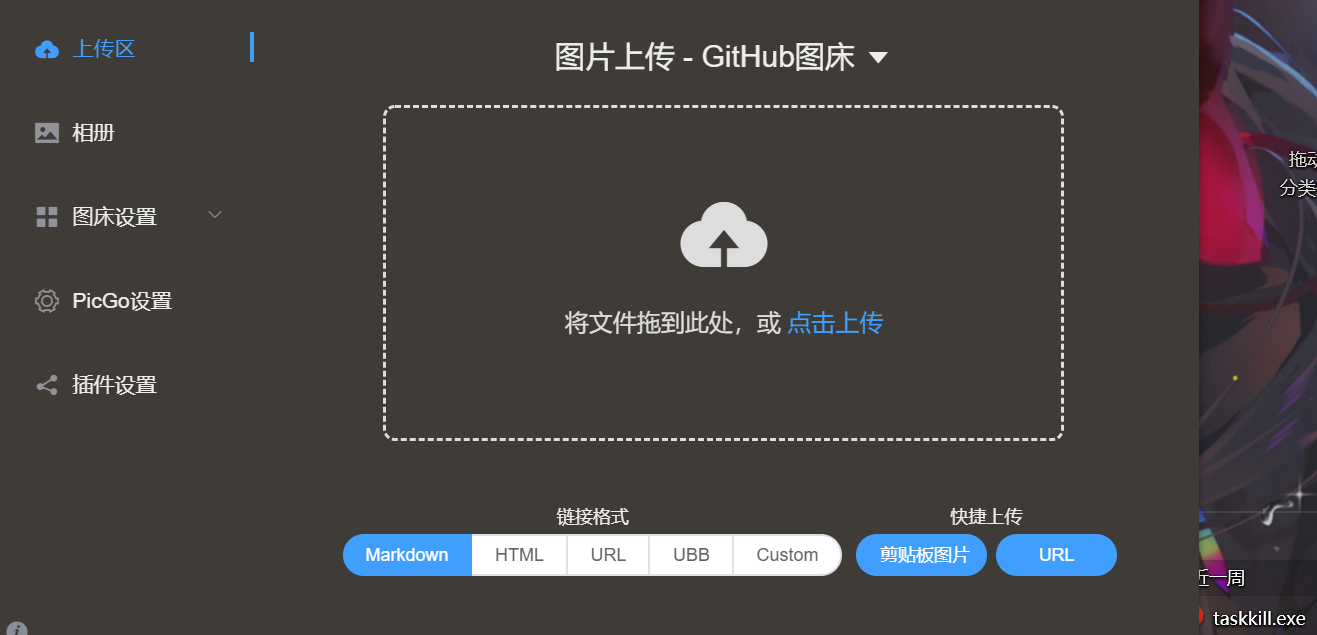 上传区
相册
图床设置
PicGo设置
插件设置
图片上传 - GitHub图床
将文件拖到此处，或 点击上传
链接格式
Markdown HTML URL UBB Custom
快捷上传
剪贴板图片 URL
拖动
分类
近一周
taskkill.exe